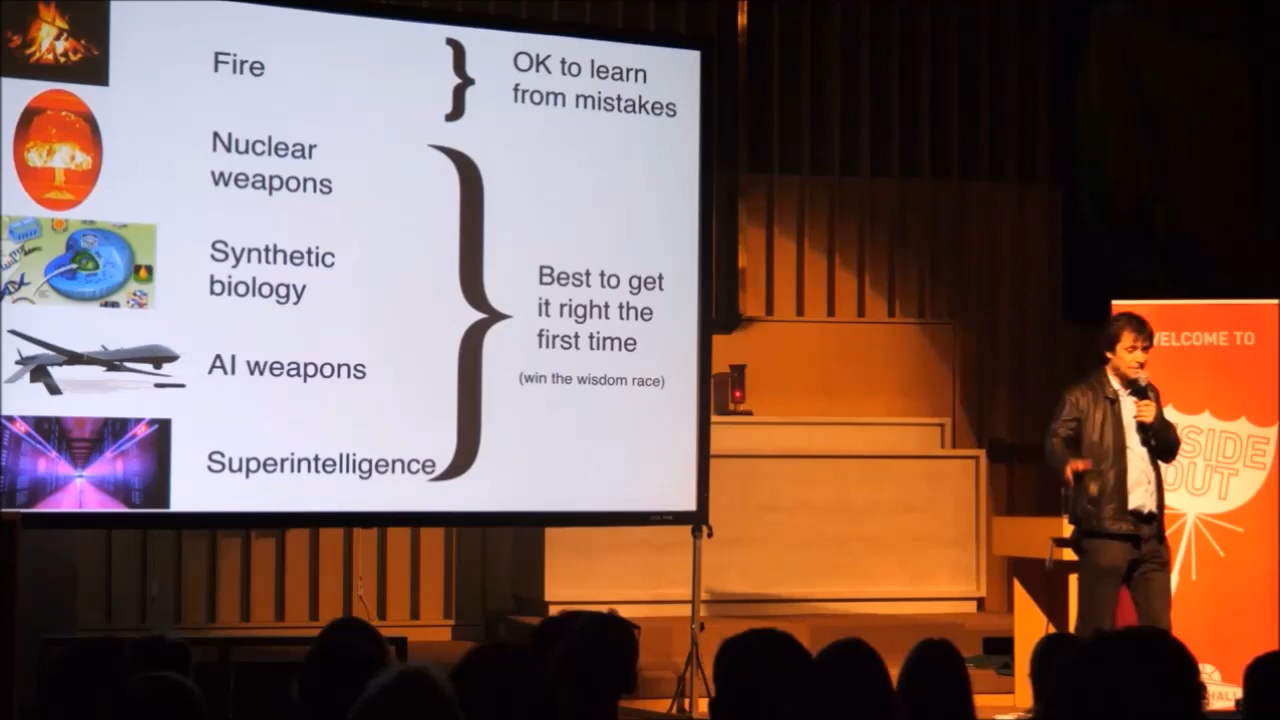 Fire
OK to learn
from mistakes
Nuclear
weapons
Synthetic
biology
Best to get
it right the
first time
(win the wisdom race)
AI weapons
Superintelligence
WELCOME TO
OUT